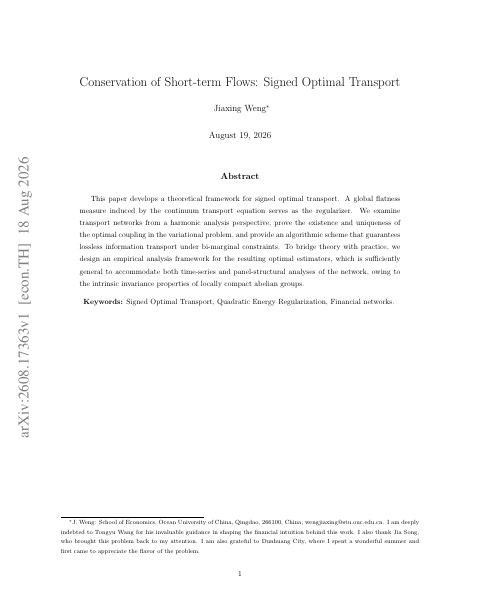 Conservation of Short-term Flows: Signed Optimal Transport
Jiaxing Weng*
August 19, 2026
Abstract
This paper develops a theoretical framework for signed optimal transport. A global flatness
measure induced by the continuum transport equation serves as the regularizer. We examine
transport networks from a harmonic analysis perspective, prove the existence and uniqueness of
the optimal coupling in the variational problem, and provide an algorithmic scheme that guarantees
lossless information transport under bi-marginal constraints. To bridge theory with practice, we
design an empirical analysis framework for the resulting optimal estimators, which is sufficiently
general to accommodate both time-series and panel-structural analyses of the network, owing to
the intrinsic invariance properties of locally compact abelian groups.
Keywords: Signed Optimal Transport, Quadratic Energy Regularization, Financial networks.
arXiv:2608.17363v1 [econ.TH] 18 Aug 2026
*J. Weng: School of Economics, Ocean University of China, Qingdao, 266100, China; wengjiaxing@stu.ouc.edu.cn. I am deeply
indebted to Tongyu Wang for his invaluable guidance in shaping the financial intuition behind this work. I also thank Jia Song,
who brought this problem back to my attention. I am also grateful to Dunhuang City, where I spent a wonderful summer and
first came to appreciate the flavor of the problem.
1